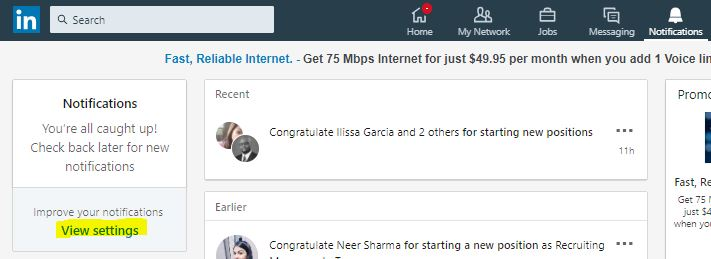 in Search
Home My Network Jobs Messaging Notifications
Fast, Reliable Internet. - Get 75 Mbps Internet for just $49.95 per month when you add 1 Voice lin
Notifications
You're all caught up!
Check back later for new
notifications
Improve your notifications
View settings
Recent
Congratulate Ilissa Garcia and 2 others for starting new positions
11h
Earlier
Congratulate Neer Sharma for starting a new position as Recruiting
Promo
Fast, Re
Get 75 M
just $4
when yo